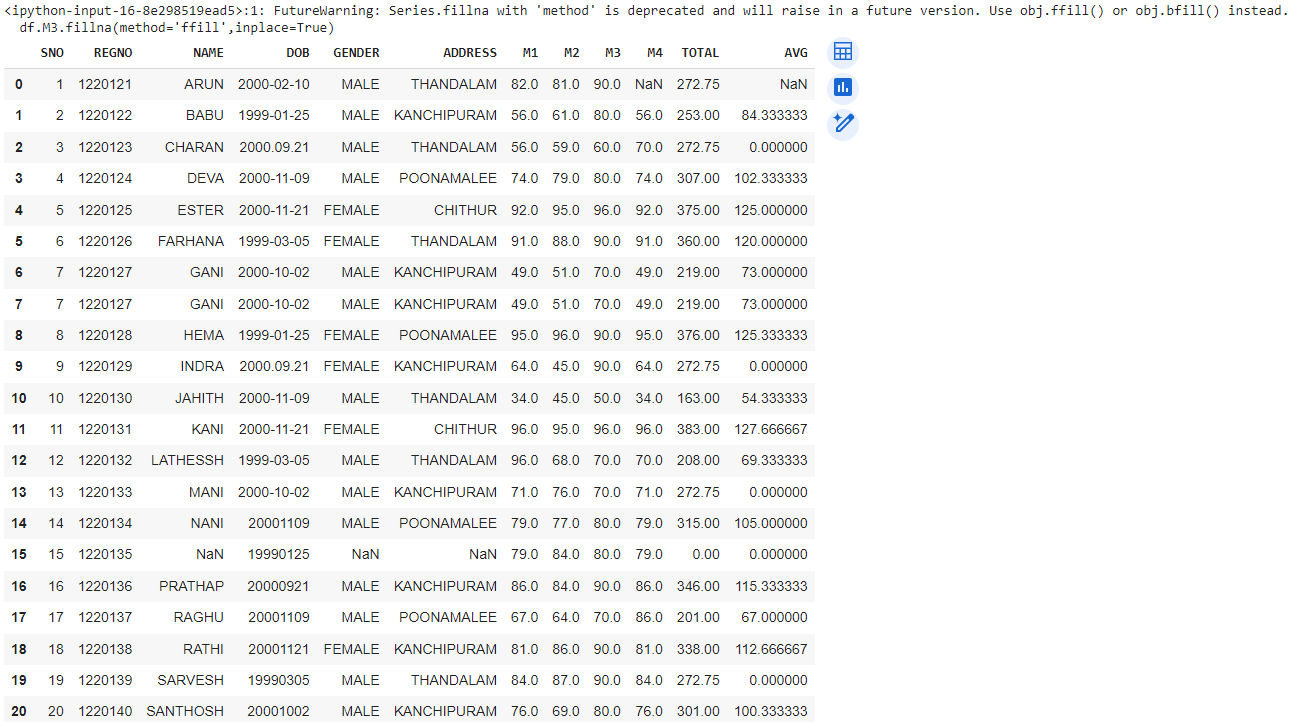 <ipython-input-16-8e298519ead5>:1: FutureWarning: Series.fillna with 'method' is deprecated and will raise in a future version. Use obj.ffill() or obj.bfill() instead.
df.M3.fillna(method='ffill',inplace=True)
SNO REGNO NAME DOB GENDER ADDRESS M1 M2 M3 M4 TOTAL AVG
0 1 1220121 ARUN 2000-02-10 MALE THANDALAM 82.0 81.0 90.0 NaN 272.75 NaN
1 2 1220122 BABU 1999-01-25 MALE KANCHIPURAM 56.0 61.0 80.0 56.0 253.00 84.333333
2 3 1220123 CHARAN 2000.09.21 MALE THANDALAM 56.0 59.0 60.0 70.0 272.75 0.000000
3 4 1220124 DEVA 2000-11-09 MALE POONAMALEE 74.0 79.0 80.0 74.0 307.00 102.333333
4 5 1220125 ESTER 2000-11-21 FEMALE CHITHUR 92.0 95.0 96.0 92.0 375.00 125.000000
5 6 1220126 FARHANA 1999-03-05 FEMALE THANDALAM 91.0 88.0 90.0 91.0 360.00 120.000000
6 7 1220127 GANI 2000-10-02 MALE KANCHIPURAM 49.0 51.0 70.0 49.0 219.00 73.000000
7 7 1220127 GANI 2000-10-02 MALE KANCHIPURAM 49.0 51.0 70.0 49.0 219.00 73.000000
8 8 1220128 HEMA 1999-01-25 FEMALE POONAMALEE 95.0 96.0 90.0 95.0 376.00 125.333333
9 9 1220129 INDRA 2000.09.21 FEMALE KANCHIPURAM 64.0 45.0 90.0 64.0 272.75 0.000000
10 10 1220130 JAHITH 2000-11-09 MALE THANDALAM 34.0 45.0 50.0 34.0 163.00 54.333333
11 11 1220131 KANI 2000-11-21 FEMALE CHITHUR 96.0 95.0 96.0 96.0 383.00 127.666667
12 12 1220132 LATHESSH 1999-03-05 MALE THANDALAM 96.0 68.0 70.0 70.0 208.00 69.333333
13 13 1220133 MANI 2000-10-02 MALE KANCHIPURAM 71.0 76.0 70.0 71.0 272.75 0.000000
14 14 1220134 NANI 20001109 MALE POONAMALEE 79.0 77.0 80.0 79.0 315.00 105.000000
15 15 1220135 NaN 19990125 NaN NaN 79.0 84.0 80.0 79.0 0.00 0.000000
16 16 1220136 PRATHAP 20000921 MALE KANCHIPURAM 86.0 84.0 90.0 86.0 346.00 115.333333
17 17 1220137 RAGHU 20001109 MALE POONAMALEE 67.0 64.0 70.0 86.0 201.00 67.000000
18 18 1220138 RATHI 20001121 FEMALE KANCHIPURAM 81.0 86.0 90.0 81.0 338.00 112.666667
19 19 1220139 SARVESH 19990305 MALE THANDALAM 84.0 87.0 90.0 84.0 272.75 0.000000
20 20 1220140 SANTHOSH 20001002 MALE KANCHIPURAM 76.0 69.0 80.0 76.0 301.00 100.333333